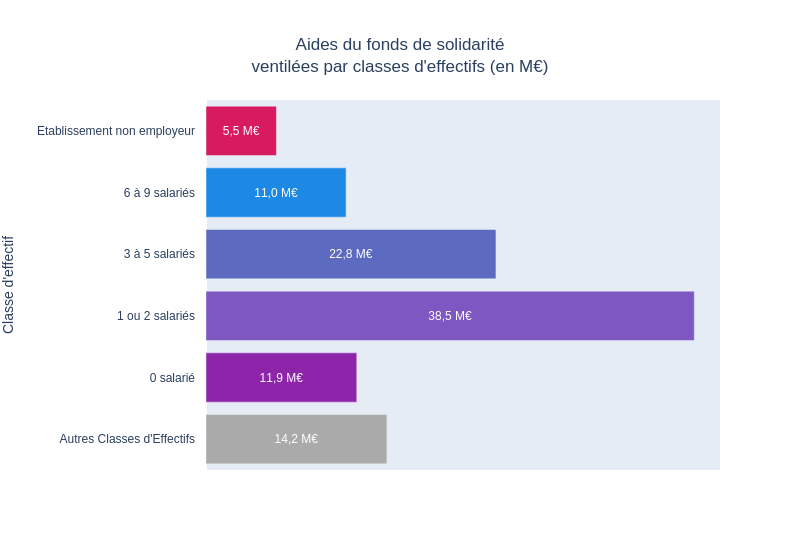 Aides du fonds de solidarité
ventilées par classes d'effectifs (en M€)
Classe d'effectif
Etablissement non employeur
5,5 M€
6 à 9 salariés
11,0 M€
3 à 5 salariés
22,8 M€
1 ou 2 salariés
38,5 M€
0 salarié
11,9 M€
Autres Classes d'Effectifs
14,2 M€